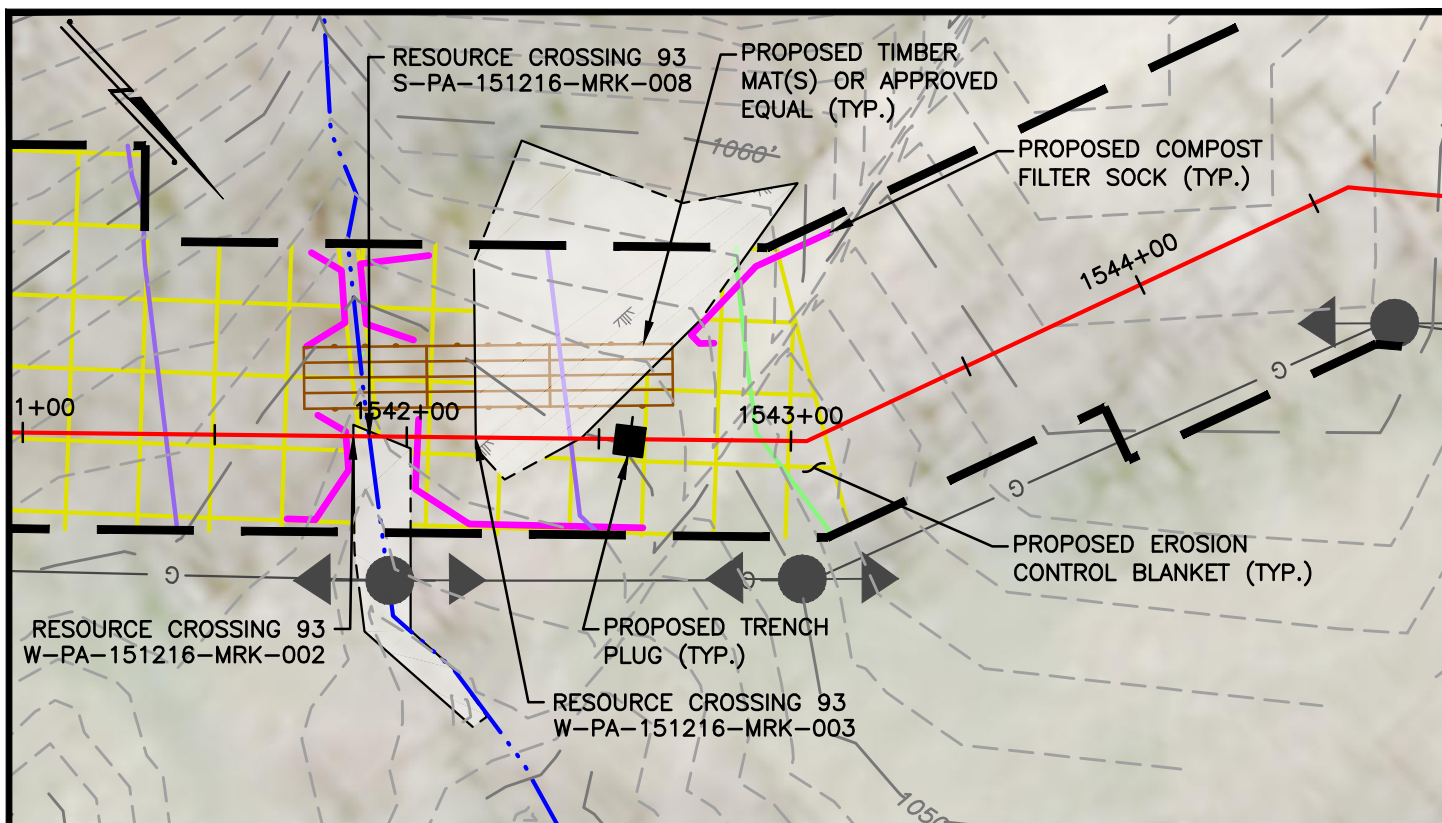 RESOURCE CROSSING 93
S-PA-151216-MRK-008
PROPOSED TIMBER
MAT(S) OR APPROVED
EQUAL (TYP.)
1060'
PROPOSED COMPOST
FILTER SOCK (TYP.)
1544+00
1+00
1542+00
1543+00
G
G
G
G
PROPOSED EROSION
CONTROL BLANKET (TYP.)
RESOURCE CROSSING 93
W-PA-151216-MRK-002
PROPOSED TRENCH
PLUG (TYP.)
RESOURCE CROSSING 93
W-PA-151216-MRK-003
1050